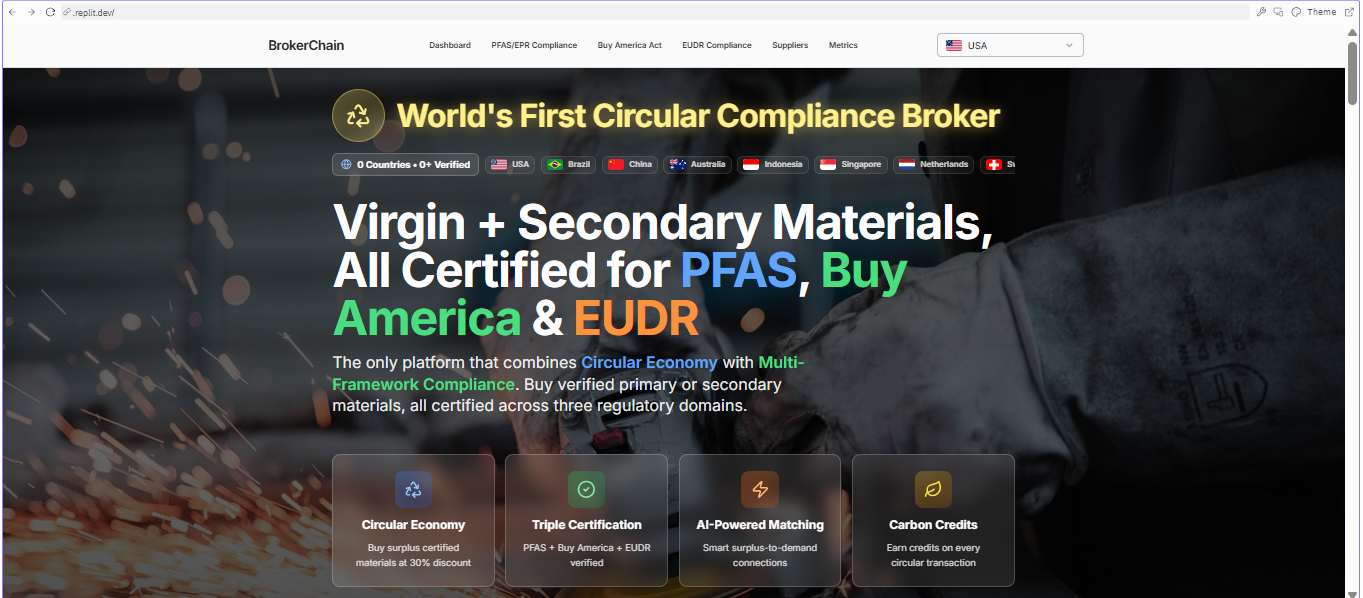 .replit.dev/
Theme
BrokerChain
Dashboard
PFAS/EPR Compliance
Buy America Act
EUDR Compliance
Suppliers
Metrics
USA
World's First Circular Compliance Broker
0 Countries • 0+ Verified
USA
Brazil
China
Australia
Indonesia
Singapore
Netherlands
Virgin + Secondary Materials,
All Certified for PFAS, Buy
America & EUDR
The only platform that combines Circular Economy with Multi-
Framework Compliance. Buy verified primary or secondary
materials, all certified across three regulatory domains.
Circular Economy
Buy surplus certified
materials at 30% discount
Triple Certification
PFAS + Buy America + EUDR
verified
AI-Powered Matching
Smart surplus-to-demand
connections
Carbon Credits
Earn credits on every
circular transaction